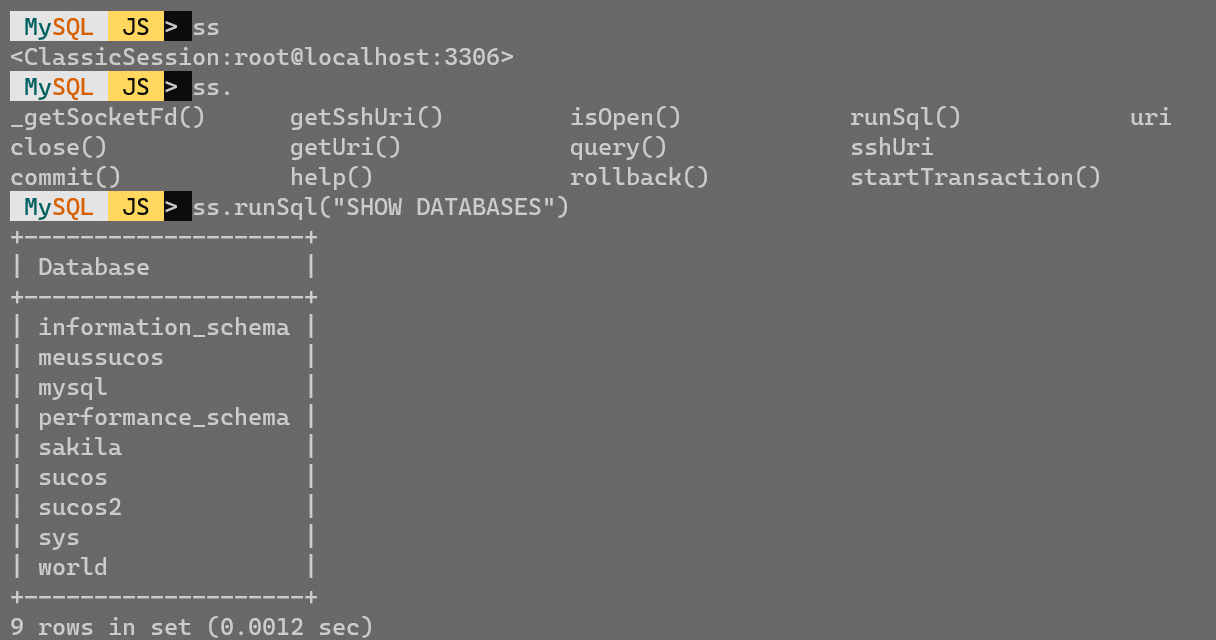 MySQL JS > ss
<ClassicSession:root@localhost:3306>
MySQL JS > ss.
_getSocketFd()      getSshUri()         isOpen()            runSql()            uri
close()             getUri()            query()             sshUri
commit()            help()              rollback()          startTransaction()
MySQL JS > ss.runSql("SHOW DATABASES")
+--------------------+
| Database           |
+--------------------+
| information_schema |
| meussucos          |
| mysql              |
| performance_schema |
| sakila             |
| sucos              |
| sucos2             |
| sys                |
| world              |
+--------------------+
9 rows in set (0.0012 sec)